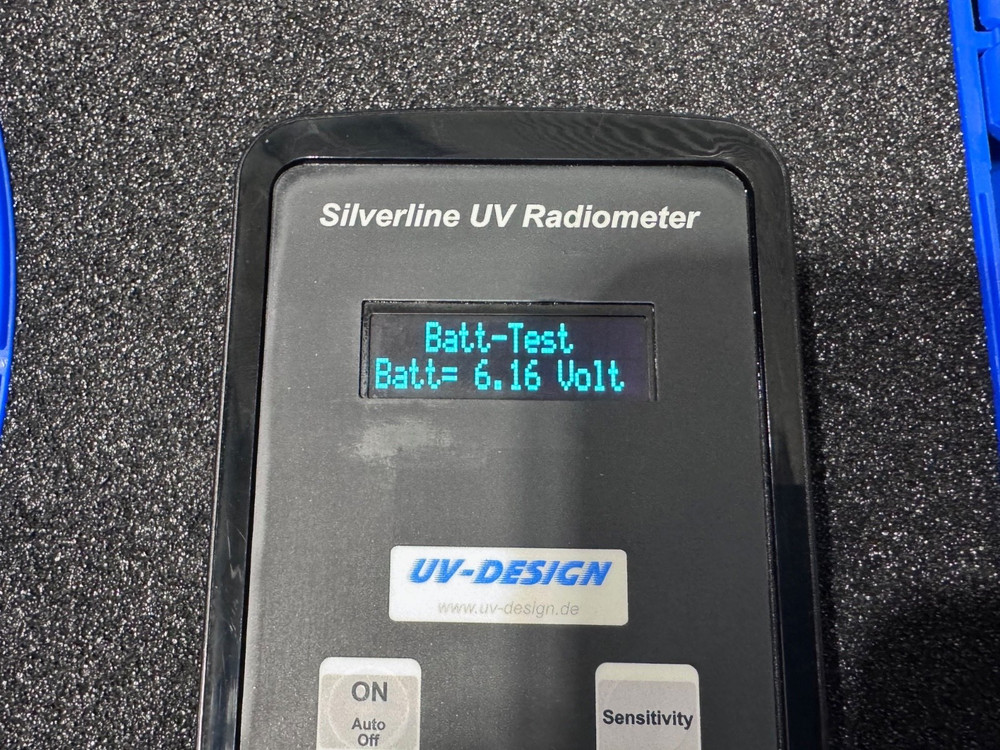 Silverline UV Radiometer
Batt-Test
Batt= 6.16 Volt
UV-DESIGN
www.uv-design.de
ON
Auto
Off
Sensitivity